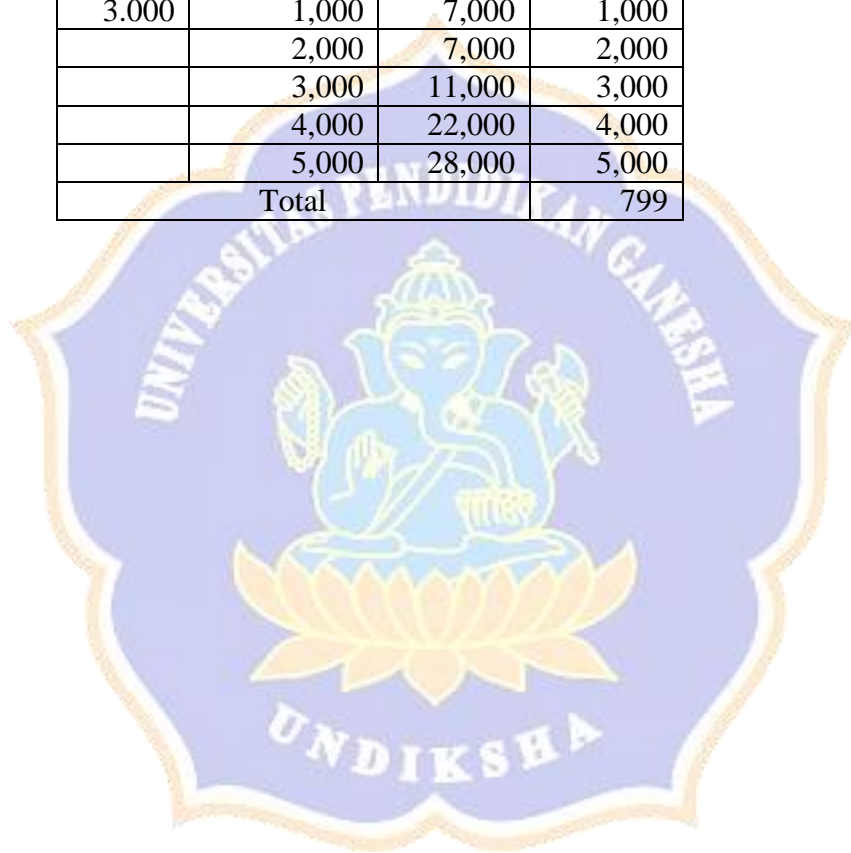 3.000 1,000 7,000 1,000
2,000 7,000 2,000
3,000 11,000 3,000
4,000 22,000 4,000
5,000 28,000 5,000
Total 799
UNIVERSITAS PENDIDIKAN GANESHA
UNDIKSHA